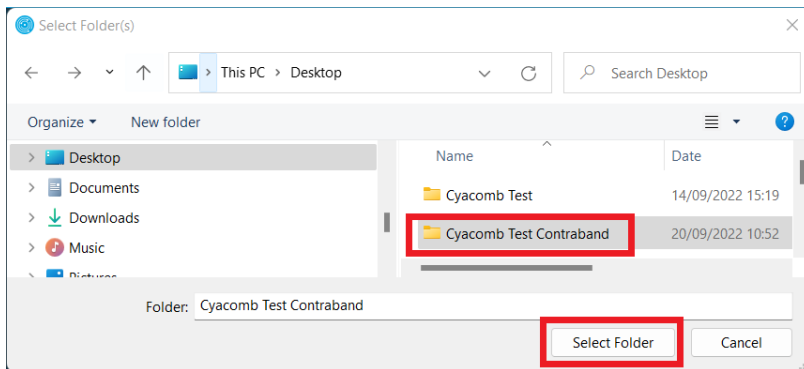 Select Folder(s)
This PC > Desktop
Search Desktop
Organize
New folder
Desktop
Documents
Downloads
Music
Pictures
Name
Date
Cyacomb Test
14/09/2022 15:19
Cyacomb Test Contraband
20/09/2022 10:52
Folder: Cyacomb Test Contraband
Select Folder
Cancel